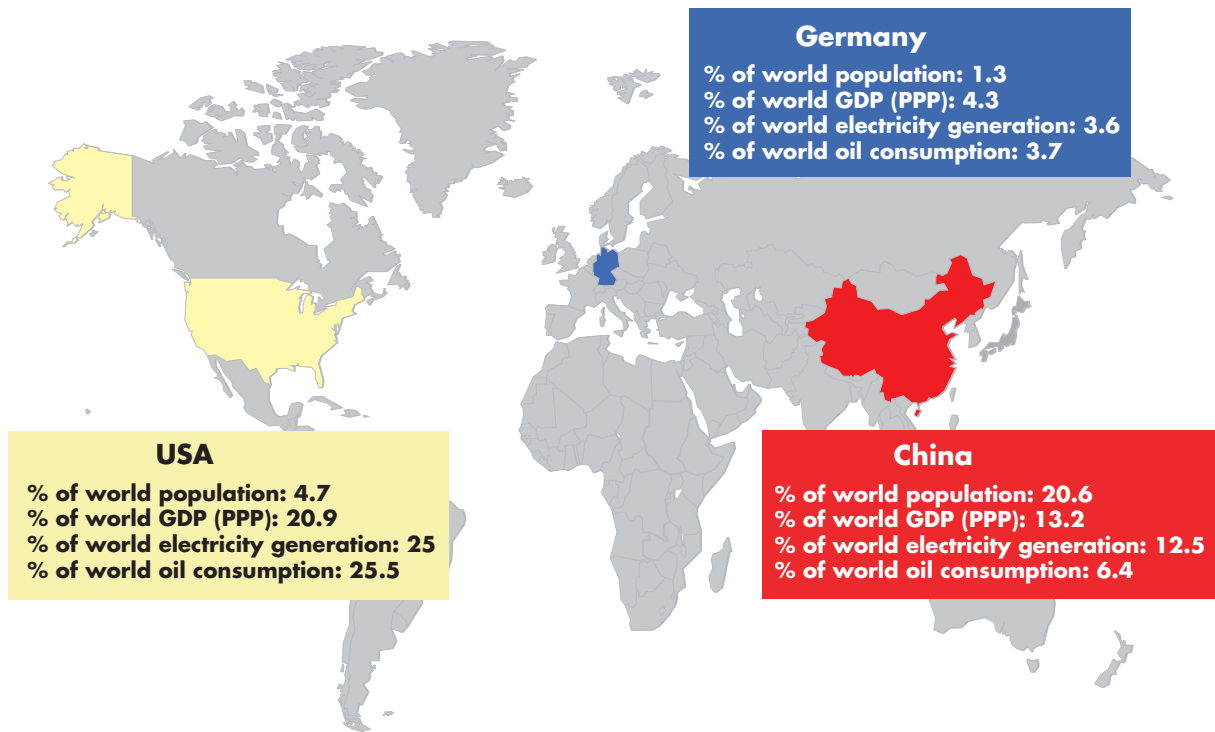 Germany
% of world population: 1.3
% of world GDP (PPP): 4.3
% of world electricity generation: 3.6
% of world oil consumption: 3.7
USA
% of world population: 4.7
% of world GDP (PPP): 20.9
% of world electricity generation: 25
% of world oil consumption: 25.5
China
% of world population: 20.6
% of world GDP (PPP): 13.2
% of world electricity generation: 12.5
% of world oil consumption: 6.4